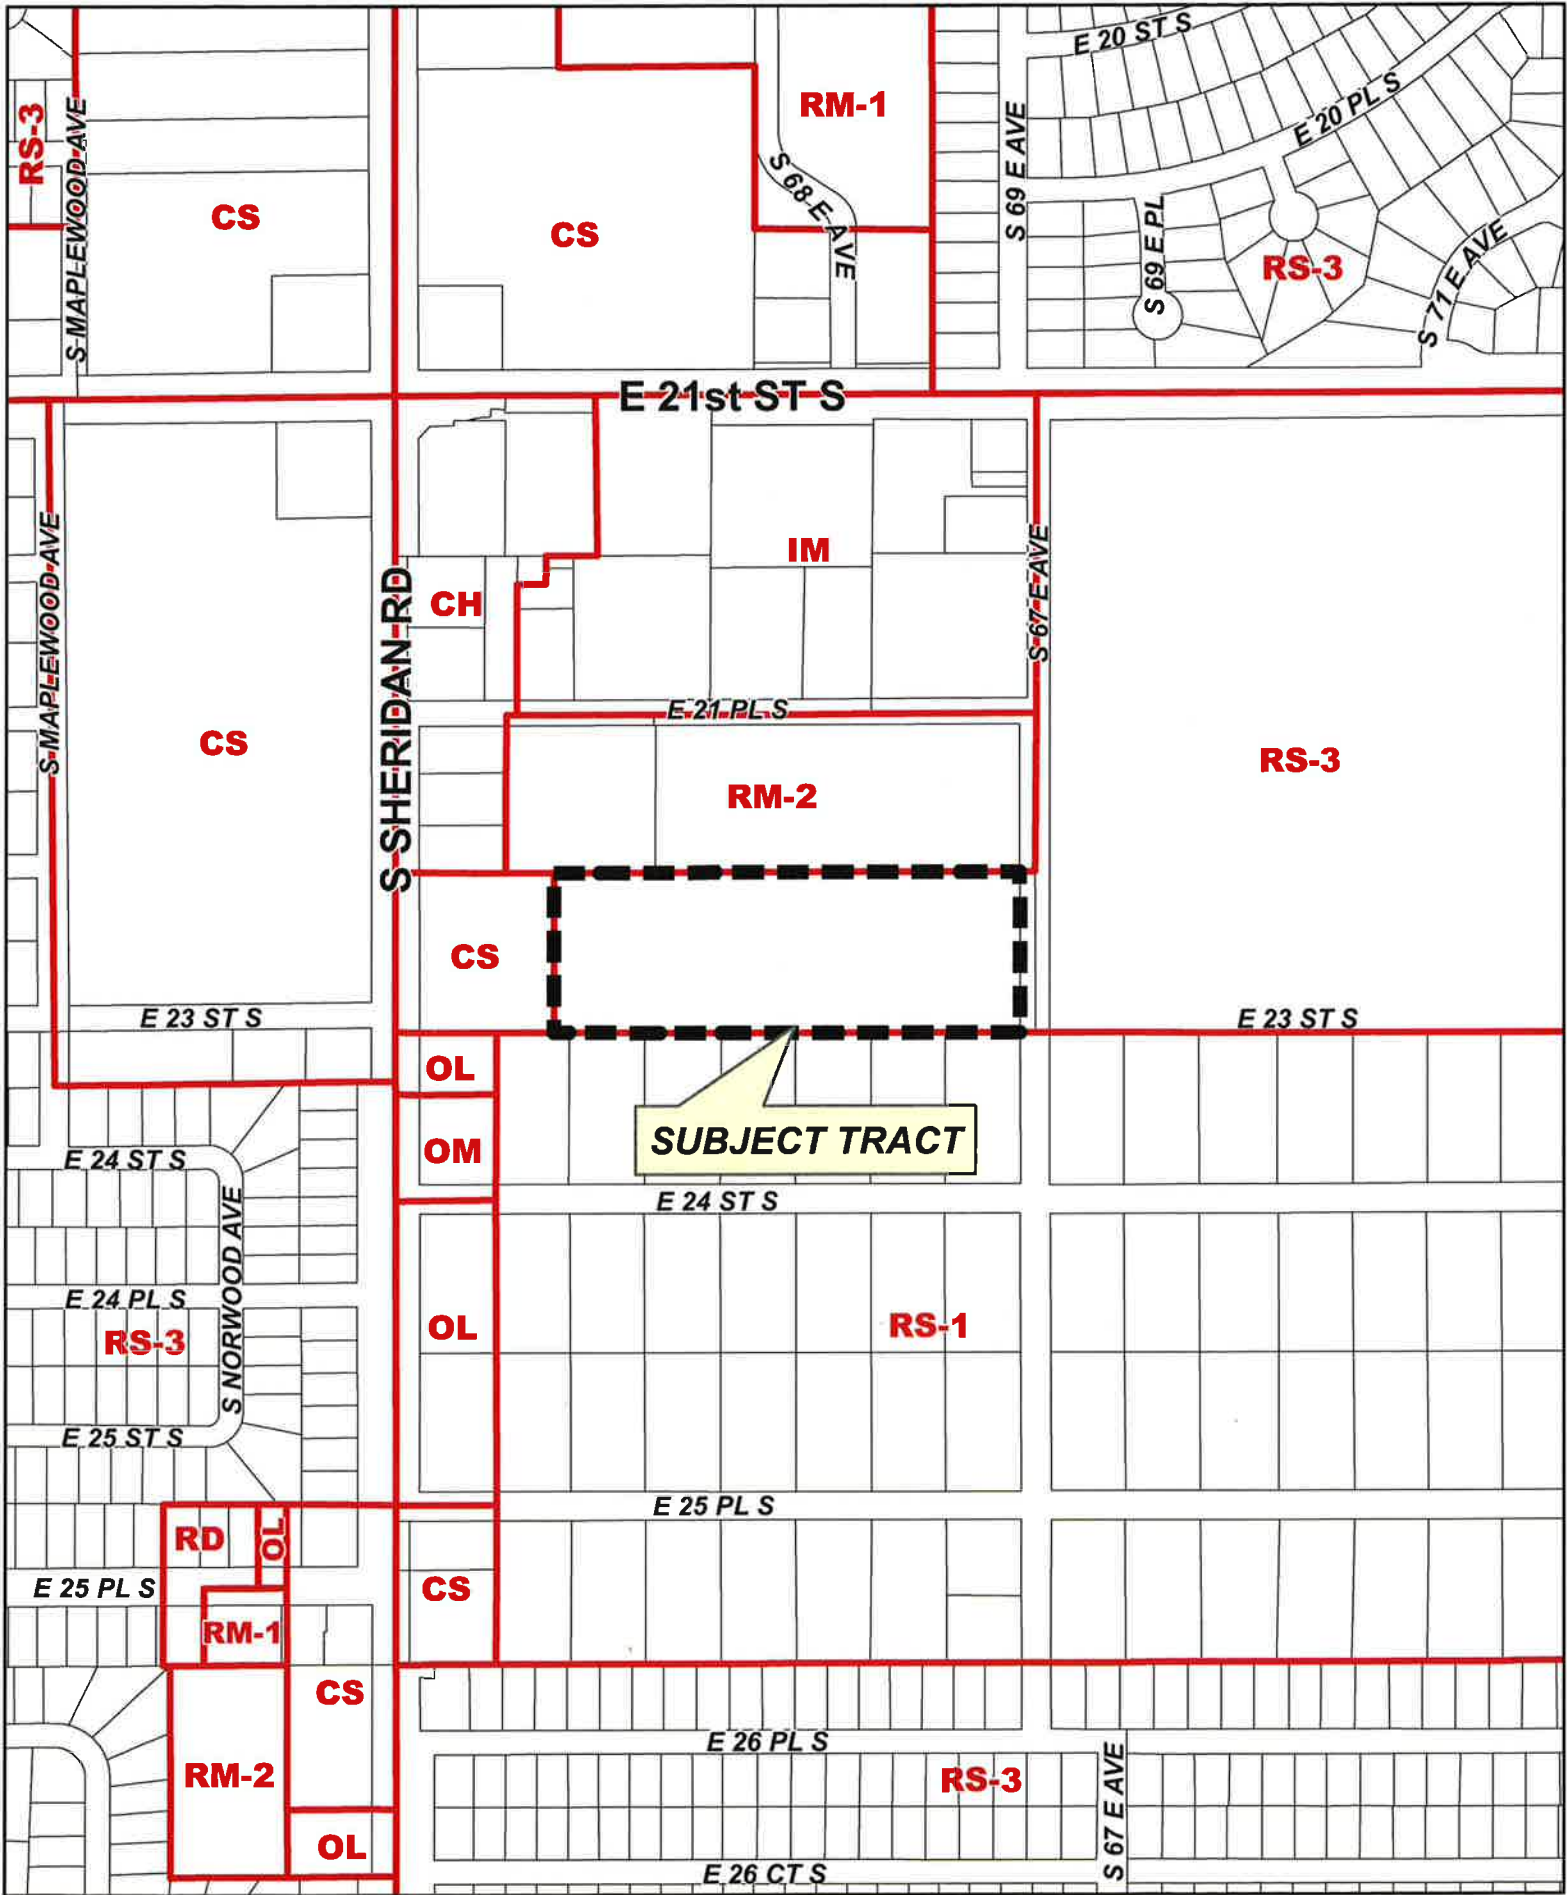 E 20 ST S
E 20 PL S
RS-3
S MAPLEWOOD AVE
RM-1
S 69 E AVE
S 68 E AVE
CS
CS
S 69 E PL
RS-3
S 71 E AVE
E 21st ST S
S MAPLEWOOD AVE
S SHERIDAN RD
IM
CH
S 67 E AVE
E 21 PL S
CS
RM-2
RS-3
CS
E 23 ST S
E 23 ST S
OL
OM
SUBJECT TRACT
E 24 ST S
E 24 ST S
S NORWOOD AVE
E 24 PL S
RS-3
OL
RS-1
E 25 ST S
E 25 PL S
RD
OL
E 25 PL S
CS
RM-1
CS
E 26 PL S
RM-2
RS-3
S 67 E AVE
OL
E 26 CT S